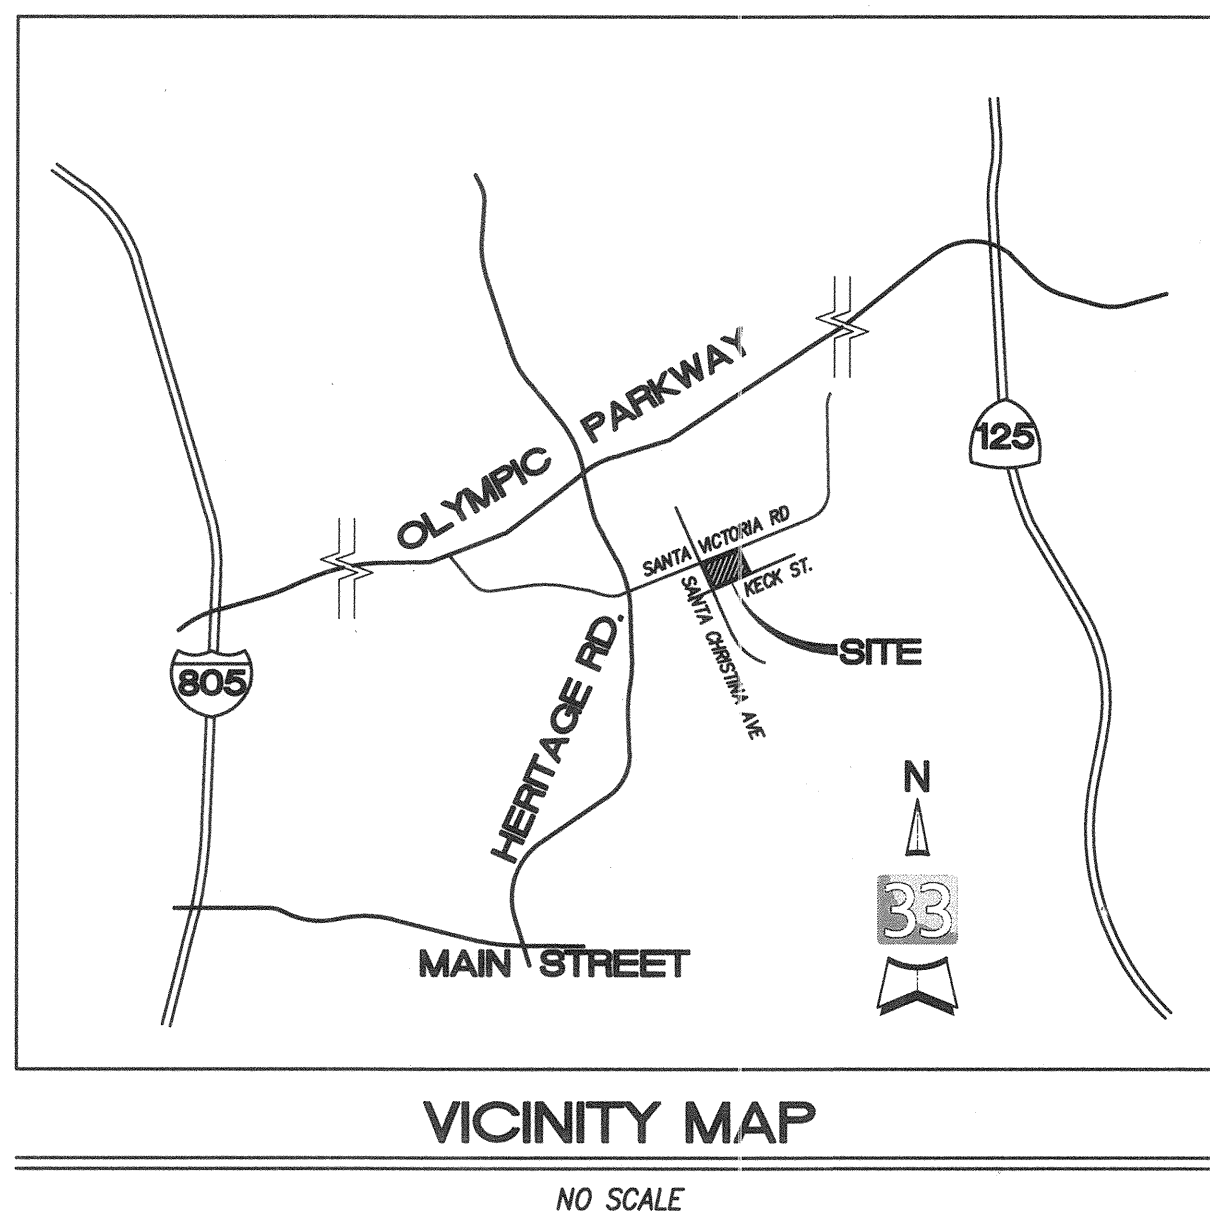 OLYMPIC PARKWAY
125
SANTA VICTORIA RD
KECK ST.
SANTA CHRISTINA AVE
SITE
805
HERITAGE RD.
N
33
MAIN STREET
VICINITY MAP
NO SCALE